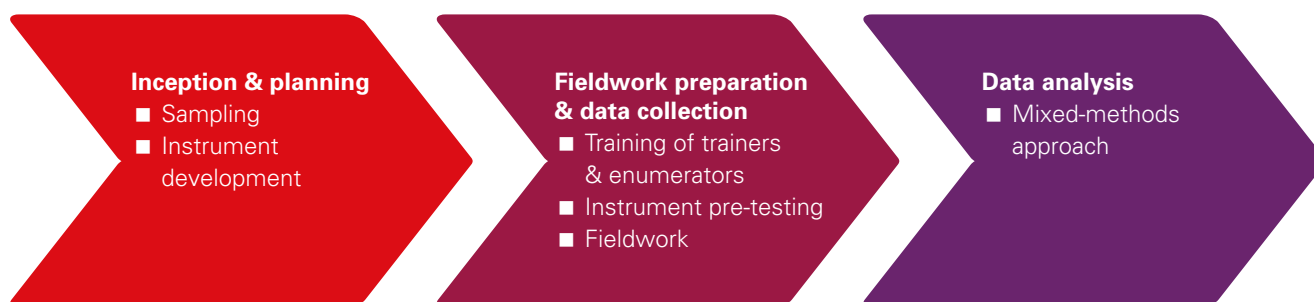 Inception & planning
■ Sampling
■ Instrument
development
Fieldwork preparation
& data collection
■ Training of trainers
& enumerators
■ Instrument pre-testing
■ Fieldwork
Data analysis
■ Mixed-methods
approach